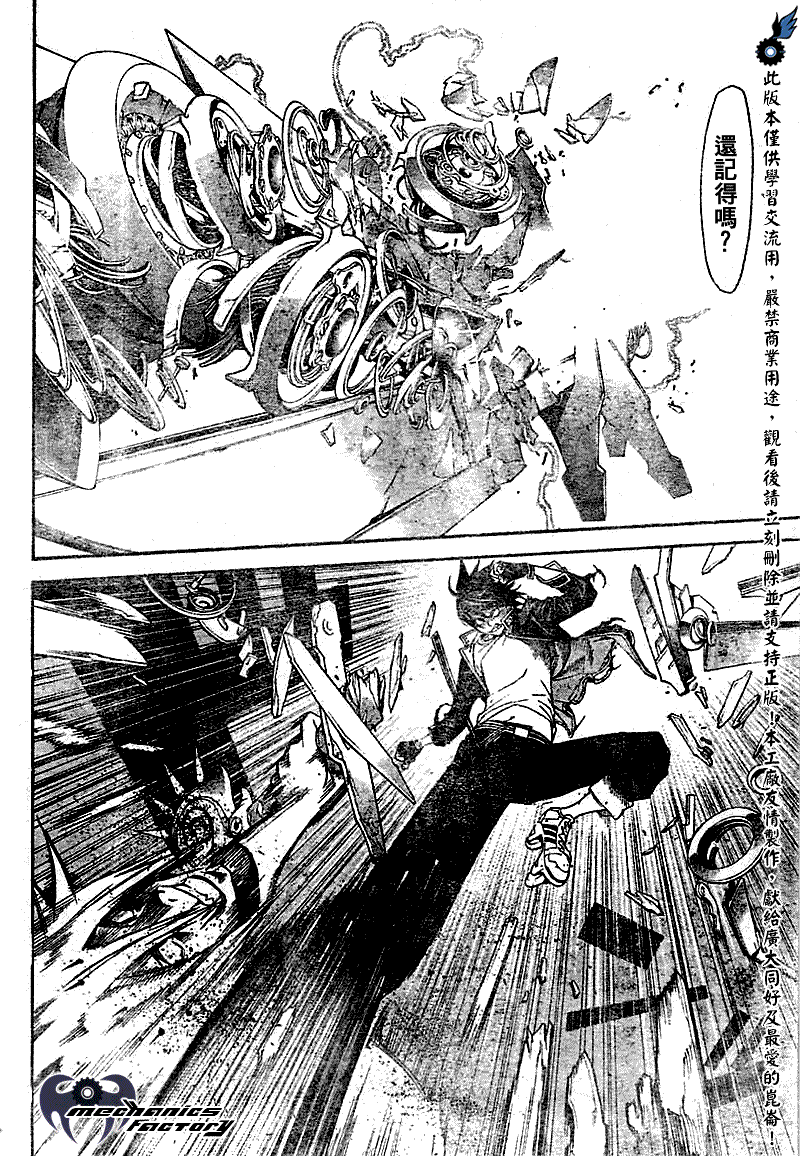 還記得嗎？
此版本僅供學習交流用，嚴禁商業用途，觀看後請立刻刪除並請支持正版！本工廠友情製作，獻給廣大同好及最愛的崑崙！
mechanics
Factory